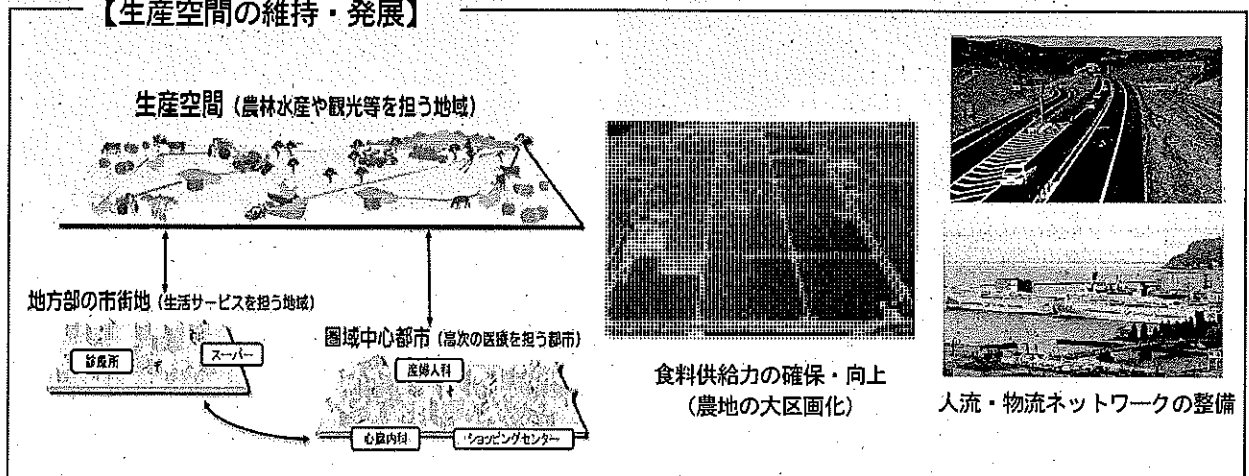 【生産空間の維持・発展】
生産空間（農林水産や観光等を担う地域）
地方部の市街地（生活サービスを担う地域）
診療所
スーパー
圏域中心都市（高次の医療を担う都市）
産婦人科
心臓内科
ショッピングセンター
食料供給力の確保・向上
（農地の大区画化）
人流・物流ネットワークの整備